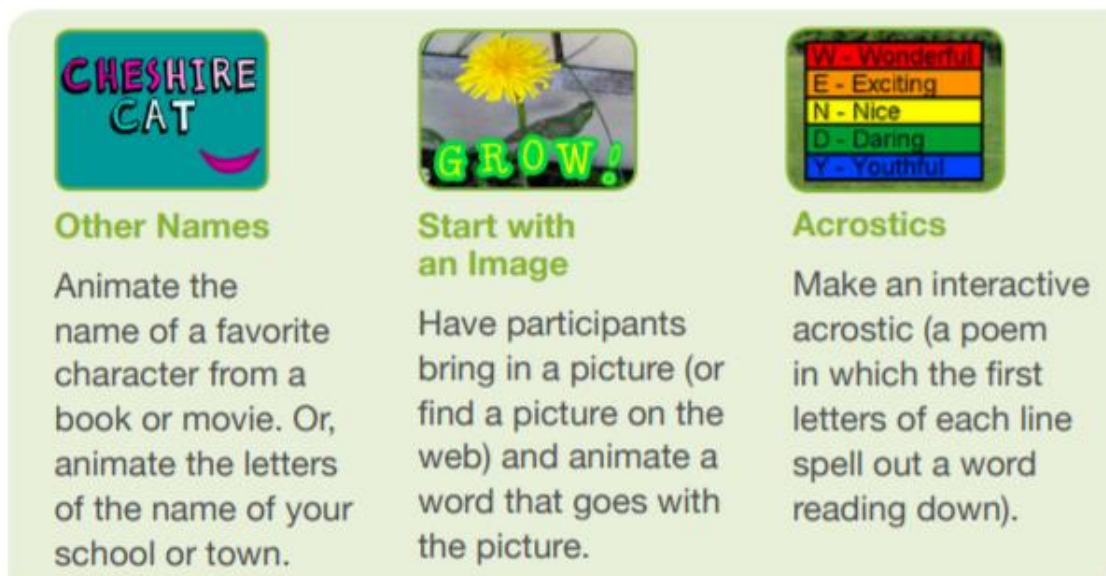 CHESHIRE
CAT
Other Names
Animate the
name of a favorite
character from a
book or movie. Or,
animate the letters
of the name of your
school or town.
GROW!
Start with
an Image
Have participants
bring in a picture (or
find a picture on the
web) and animate a
word that goes with
the picture.
W - Wonderful
E - Exciting
N - Nice
D - Daring
Y - Youthful
Acrostics
Make an interactive
acrostic (a poem
in which the first
letters of each line
spell out a word
reading down).